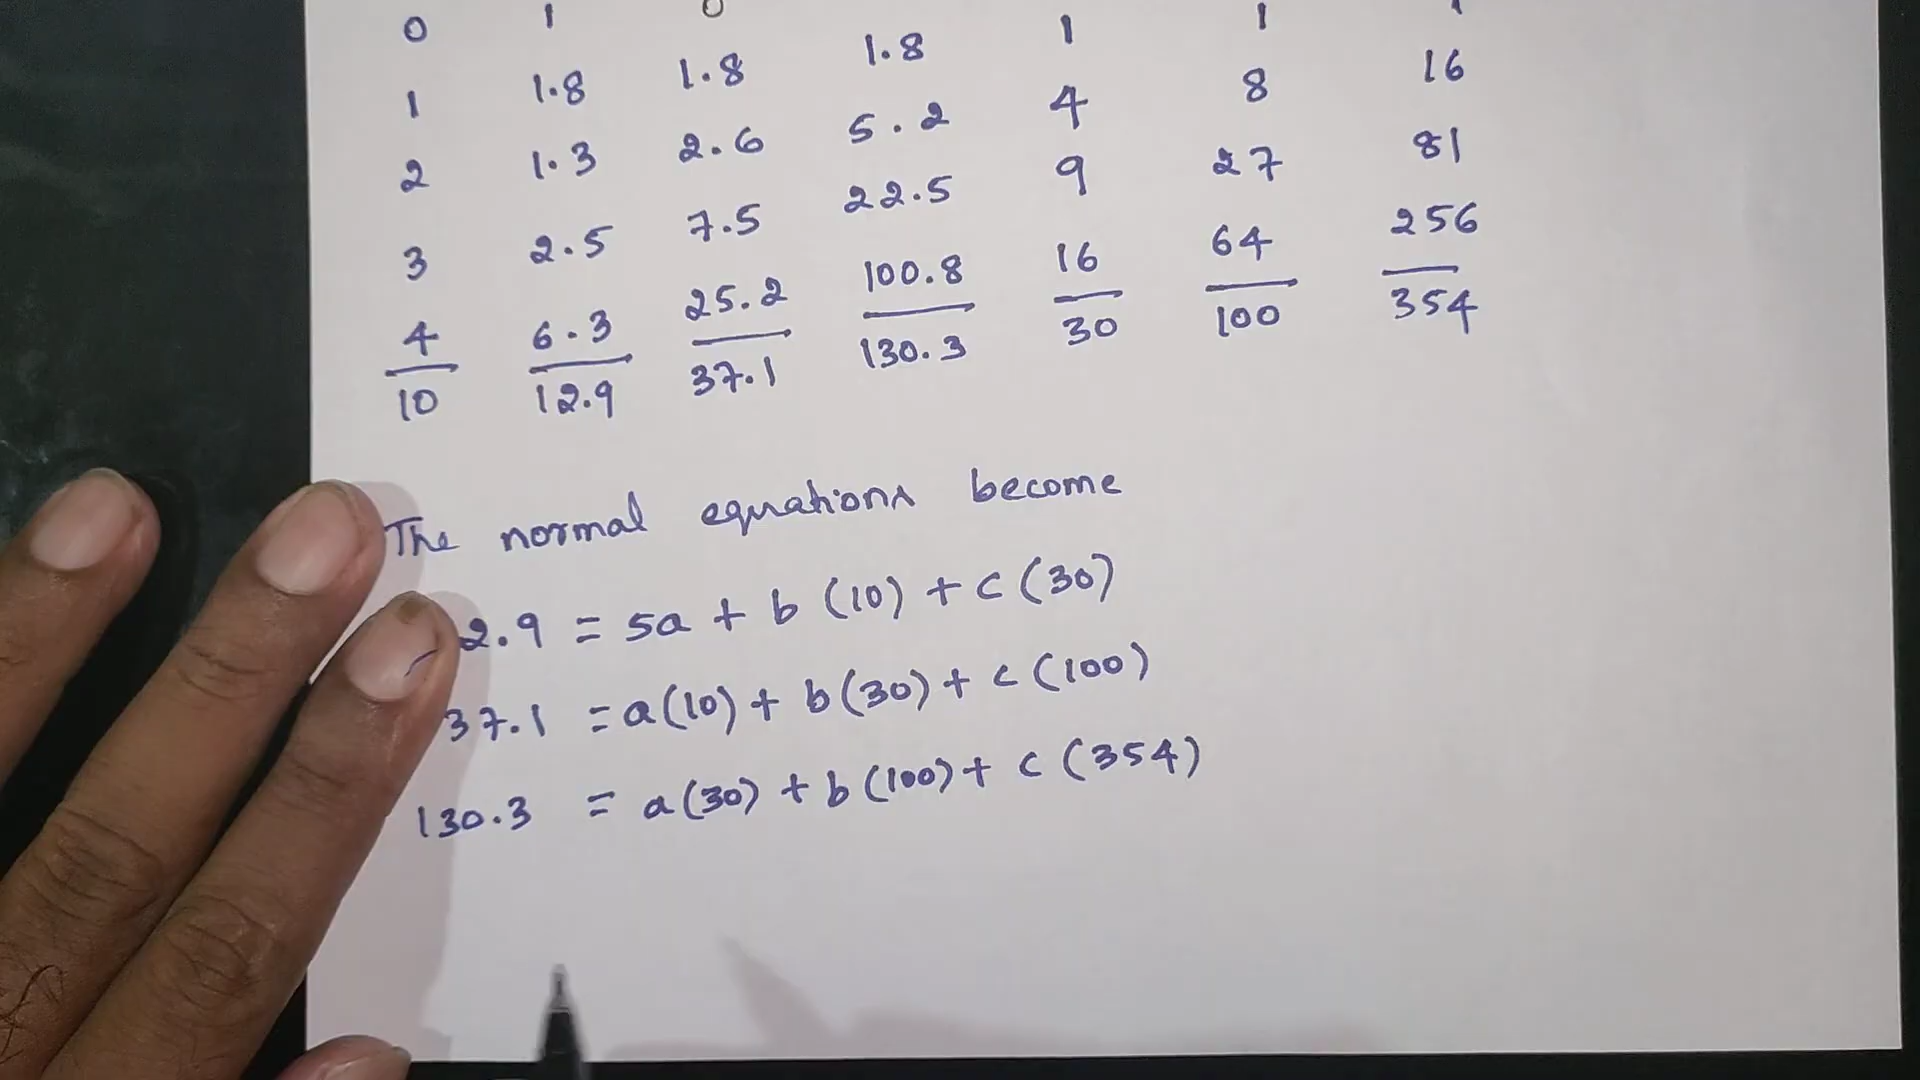 0 1 0 1 1
1 1.8 1.8 1.8 1 8 16
2 1.3 2.6 5.2 4 27 81
3 2.5 7.5 22.5 9 64 256
4 6.3 25.2 100.8 16 100 354
10 12.9 37.1 130.3 30
The normal equations become
2.9 = 5a + b (10) + c (30)
37.1 = a(10) + b(30) + c (100)
130.3 = a(30) + b(100) + c (354)